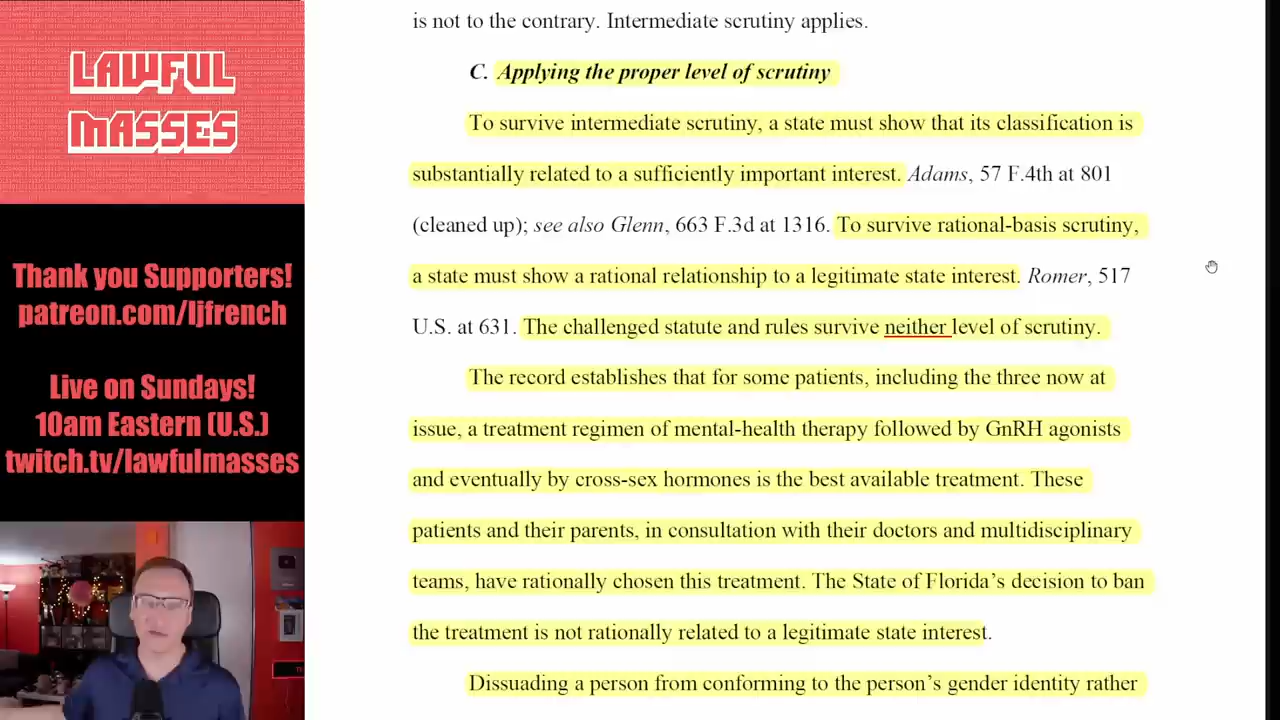 LAWFUL
MASSES
Thank you Supporters!
patreon.com/ljfrench
Live on Sundays!
10am Eastern (U.S.)
twitch.tv/lawfulmasses
is not to the contrary. Intermediate scrutiny applies.
C. Applying the proper level of scrutiny
To survive intermediate scrutiny, a state must show that its classification is
substantially related to a sufficiently important interest. Adams, 57 F.4th at 801
(cleaned up); see also Glenn, 663 F.3d at 1316. To survive rational-basis scrutiny,
a state must show a rational relationship to a legitimate state interest. Romer, 517
U.S. at 631. The challenged statute and rules survive neither level of scrutiny.
The record establishes that for some patients, including the three now at
issue, a treatment regimen of mental-health therapy followed by GnRH agonists
and eventually by cross-sex hormones is the best available treatment. These
patients and their parents, in consultation with their doctors and multidisciplinary
teams, have rationally chosen this treatment. The State of Florida’s decision to ban
the treatment is not rationally related to a legitimate state interest.
Dissuading a person from conforming to the person’s gender identity rather